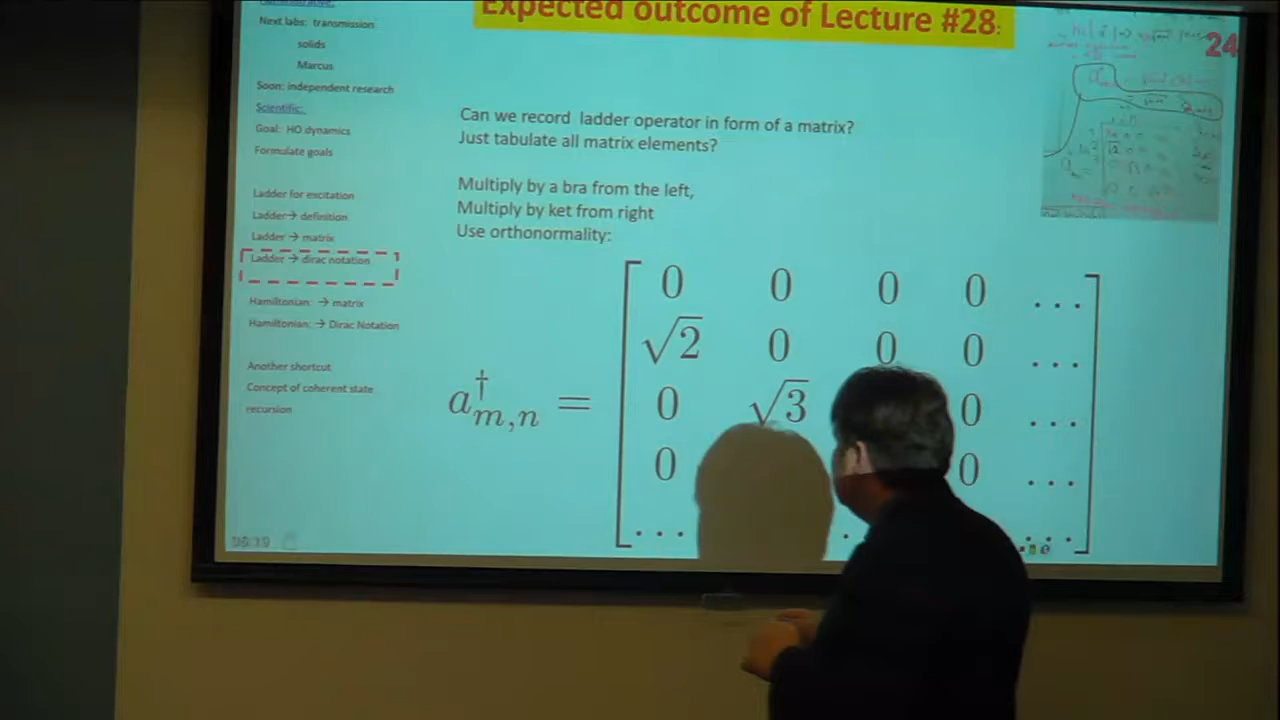 Expected outcome of Lecture #28:
24
Next labs: transmission
solids
Marcus
Soon: independent research
Scientific:
Goal: HO dynamics
Formulate goals
Ladder for excitation
Ladder→ definition
Ladder → matrix
Ladder → dirac notation
Hamiltonian: → matrix
Hamiltonian: → Dirac Notation
Another shortcut
Concept of coherent state
recursion
Can we record ladder operator in form of a matrix?
Just tabulate all matrix elements?
Multiply by a bra from the left,
Multiply by ket from right
Use orthonormality:
0 0 0 0 ...
√2 0 0 0 ...
a†m,n =
0 √3 0 ...
0 0 ...
... . ...